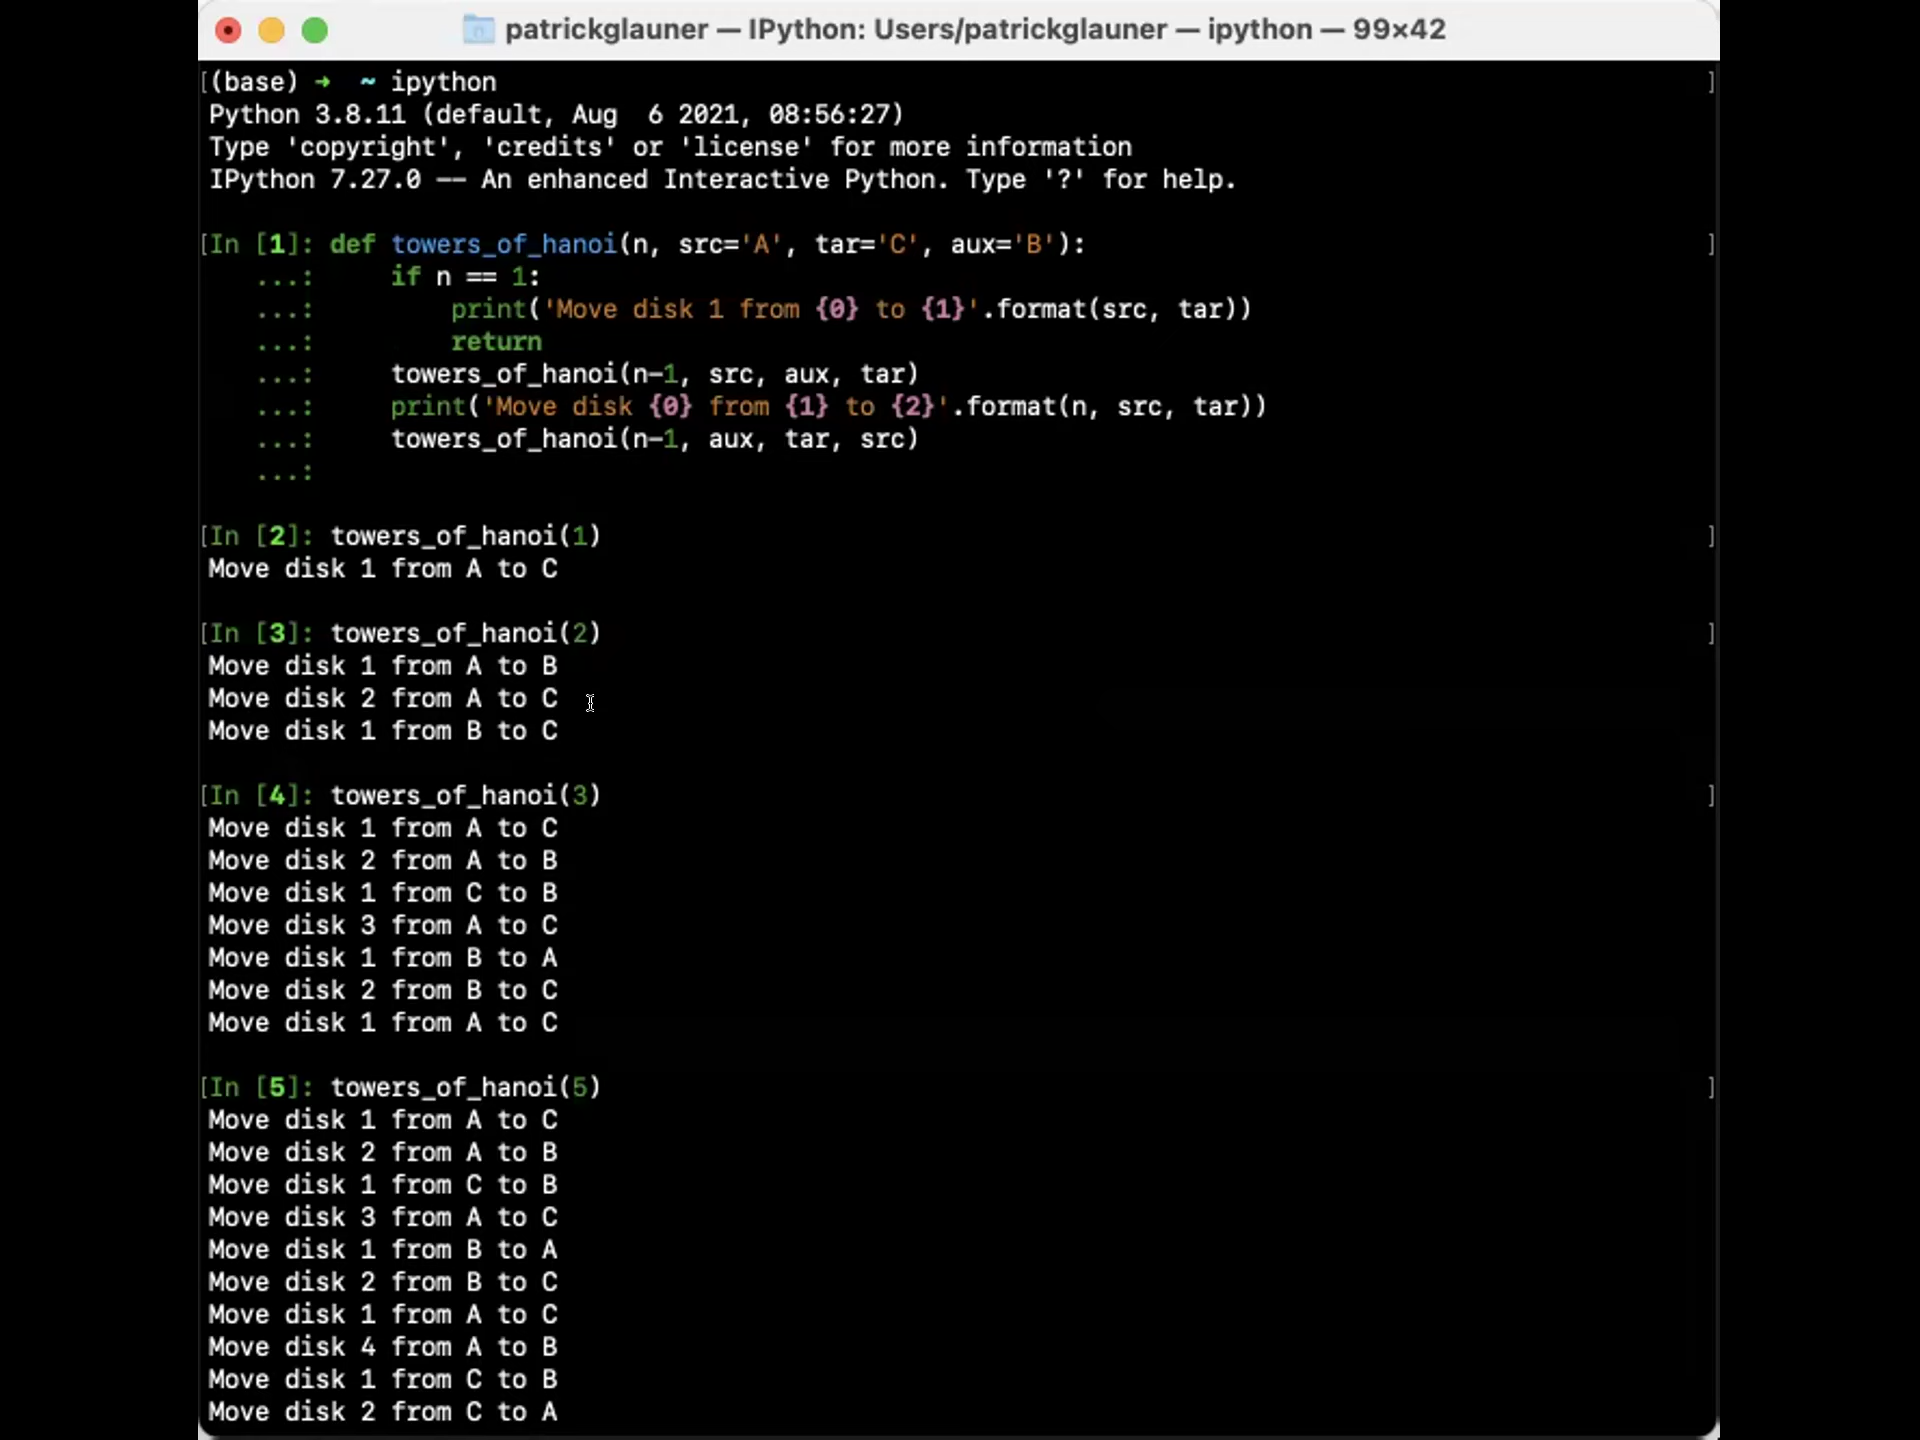 patrickglauner — IPython: Users/patrickglauner — ipython — 99×42
[(base) ➜  ~ ipython ]
Python 3.8.11 (default, Aug  6 2021, 08:56:27)
Type 'copyright', 'credits' or 'license' for more information
IPython 7.27.0 -- An enhanced Interactive Python. Type '?' for help.
[In [1]: def towers_of_hanoi(n, src='A', tar='C', aux='B'): ]
   ...:     if n == 1:
   ...:         print('Move disk 1 from {0} to {1}'.format(src, tar))
   ...:         return
   ...:     towers_of_hanoi(n-1, src, aux, tar)
   ...:     print('Move disk {0} from {1} to {2}'.format(n, src, tar))
   ...:     towers_of_hanoi(n-1, aux, tar, src)
   ...:
[In [2]: towers_of_hanoi(1) ]
Move disk 1 from A to C
[In [3]: towers_of_hanoi(2) ]
Move disk 1 from A to B
Move disk 2 from A to C
Move disk 1 from B to C
[In [4]: towers_of_hanoi(3) ]
Move disk 1 from A to C
Move disk 2 from A to B
Move disk 1 from C to B
Move disk 3 from A to C
Move disk 1 from B to A
Move disk 2 from B to C
Move disk 1 from A to C
[In [5]: towers_of_hanoi(5) ]
Move disk 1 from A to C
Move disk 2 from A to B
Move disk 1 from C to B
Move disk 3 from A to C
Move disk 1 from B to A
Move disk 2 from B to C
Move disk 1 from A to C
Move disk 4 from A to B
Move disk 1 from C to B
Move disk 2 from C to A